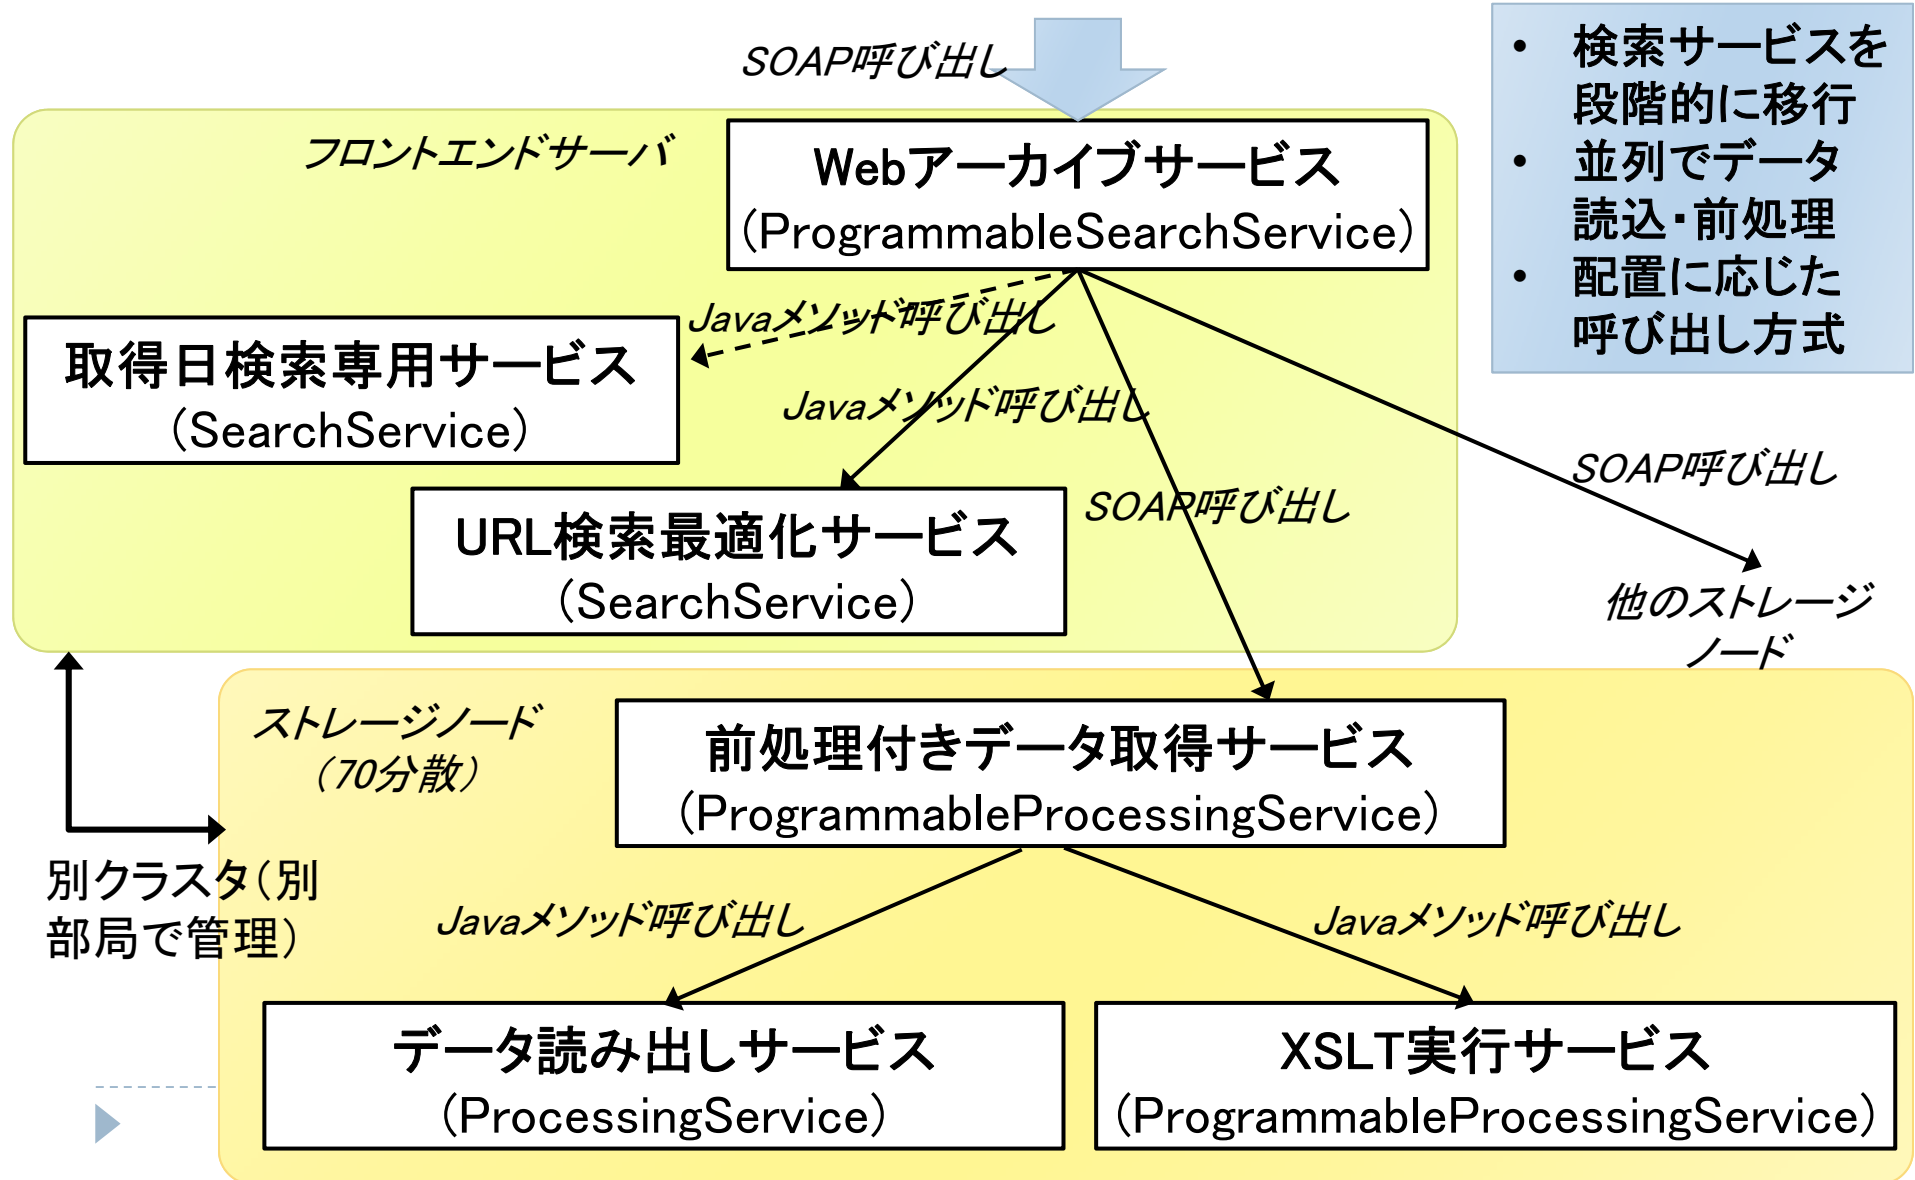 SOAP呼び出し
フロントエンドサーバ
Webアーカイブサービス
(ProgrammableSearchService)
• 検索サービスを
段階的に移行
• 並列でデータ
読込・前処理
• 配置に応じた
呼び出し方式
Javaメソッド呼び出し
取得日検索専用サービス
(SearchService)
Javaメソッド呼び出し
SOAP呼び出し
SOAP呼び出し
URL検索最適化サービス
(SearchService)
他のストレージ
ノード
ストレージノード
(70分散)
前処理付きデータ取得サービス
(ProgrammableProcessingService)
別クラスタ(別
部局で管理)
Javaメソッド呼び出し
Javaメソッド呼び出し
データ読み出しサービス
(ProcessingService)
XSLT実行サービス
(ProgrammableProcessingService)